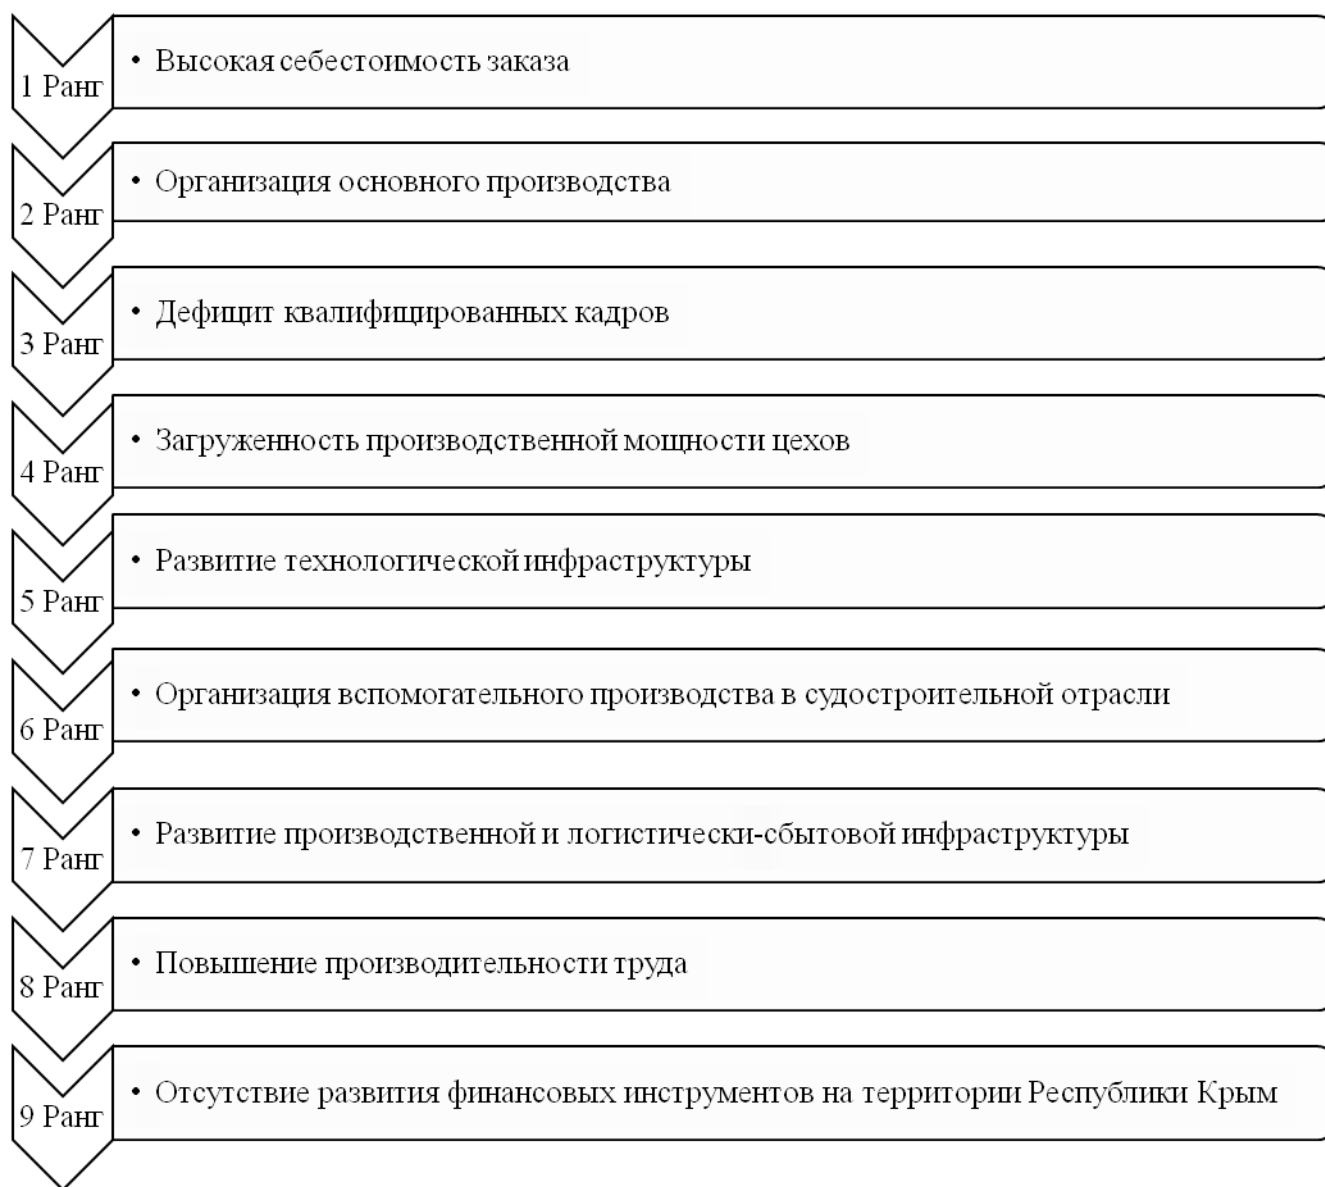 1 Ранг
• Высокая себестоимость заказа
2 Ранг
• Организация основного производства
3 Ранг
• Дефицит квалифицированных кадров
4 Ранг
• Загруженность производственной мощности цехов
5 Ранг
• Развитие технологической инфраструктуры
6 Ранг
• Организация вспомогательного производства в судостроительной отрасли
7 Ранг
• Развитие производственной и логистически-сбытовой инфраструктуры
8 Ранг
• Повышение производительности труда
9 Ранг
• Отсутствие развития финансовых инструментов на территории Республики Крым